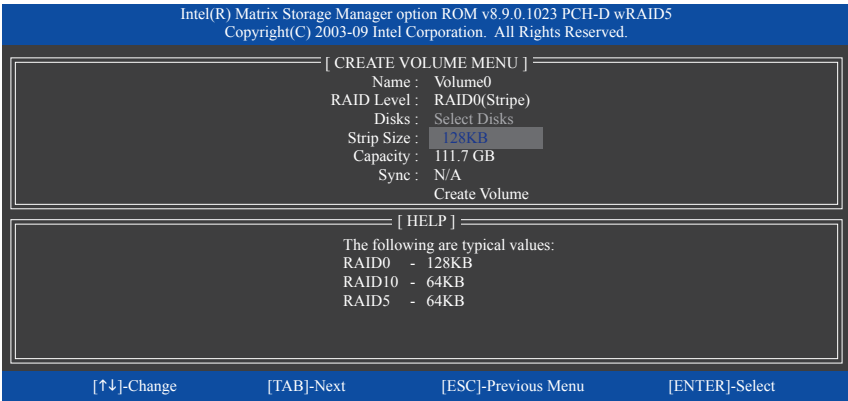 Intel(R) Matrix Storage Manager option ROM v8.9.0.1023 PCH-D wRAID5
Copyright(C) 2003-09 Intel Corporation.  All Rights Reserved.
[ CREATE VOLUME MENU ]
Name :   Volume0
RAID Level :   RAID0(Stripe)
Disks :   Select Disks
Strip Size :   128KB
Capacity :   111.7 GB
Sync :   N/A
Create Volume
[ HELP ]
The following are typical values:
RAID0   -  128KB
RAID10  -  64KB
RAID5   -  64KB
[↑↓]-Change   [TAB]-Next   [ESC]-Previous Menu   [ENTER]-Select